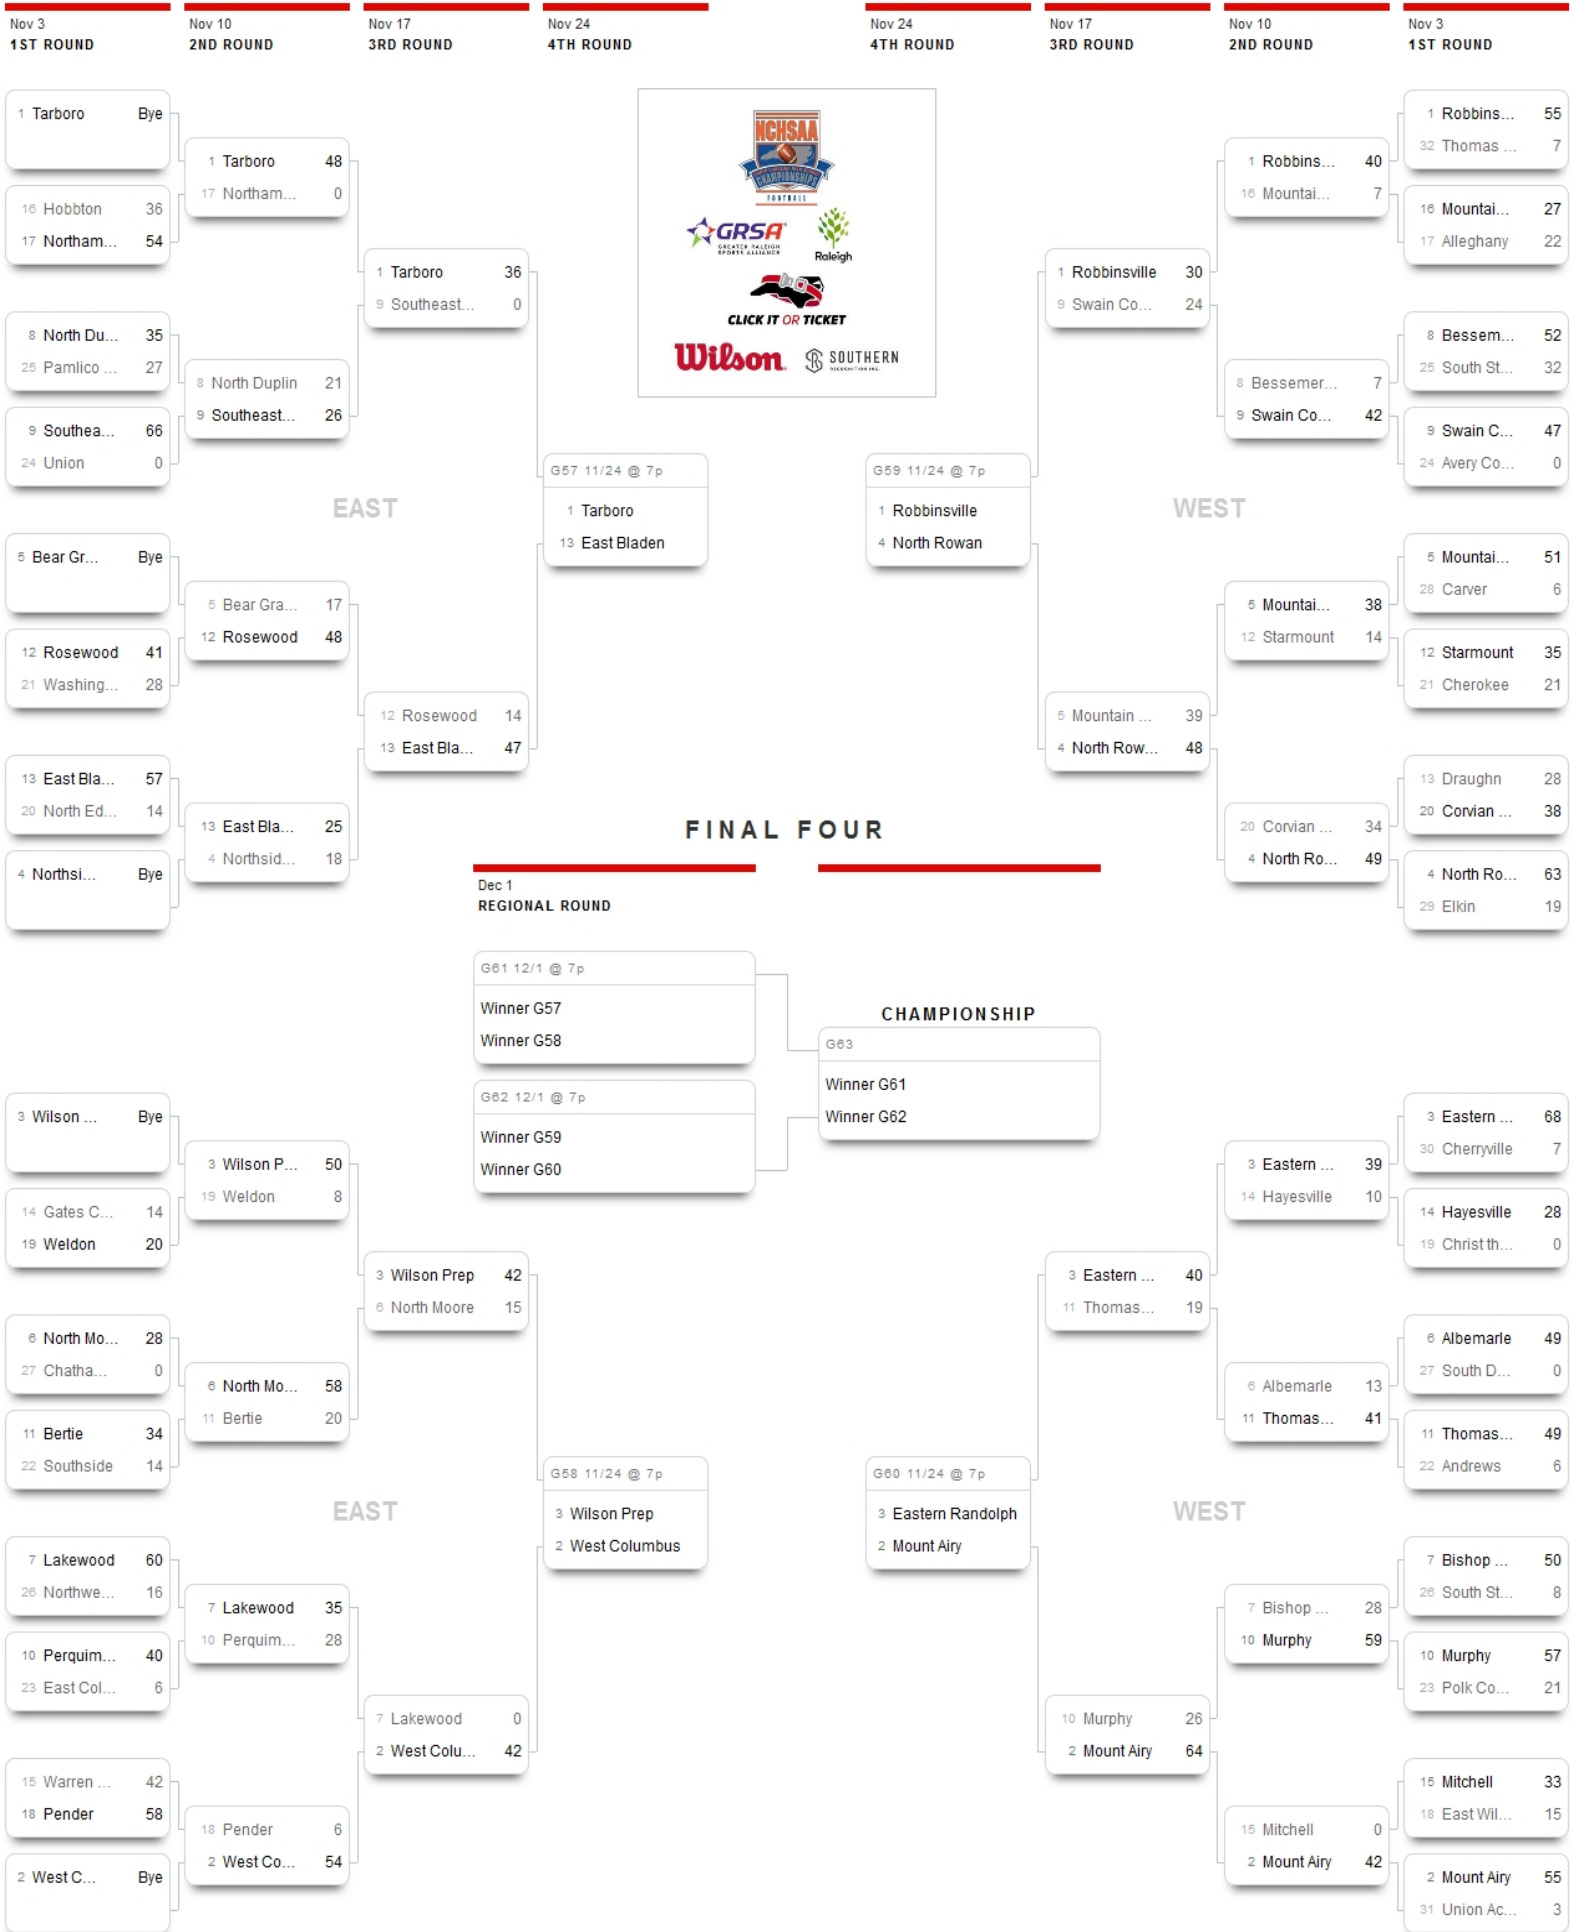 Nov 3
1ST ROUND
Nov 10
2ND ROUND
Nov 17
3RD ROUND
Nov 24
4TH ROUND
Nov 24
4TH ROUND
Nov 17
3RD ROUND
Nov 10
2ND ROUND
Nov 3
1ST ROUND
1 Tarboro Bye
16 Hobbton 36
17 Northam... 54
8 North Du... 35
25 Pamlico ... 27
9 Southea... 66
24 Union 0
5 Bear Gr... Bye
12 Rosewood 41
21 Washing... 28
13 East Bla... 57
20 North Ed... 14
4 Northsi... Bye
1 Tarboro 48
17 Northam... 0
8 North Duplin 21
9 Southeast... 26
5 Bear Gra... 17
12 Rosewood 48
13 East Bla... 25
4 Northsid... 18
1 Tarboro 36
9 Southeast... 0
12 Rosewood 14
13 East Bla... 47
EAST
G57 11/24 @ 7p
1 Tarboro
13 East Bladen
NCHSAA
CHAMPIONSHIPS
FOOTBALL
GRSA
GREATER RALEIGH
SPORTS ALLIANCE
Raleigh
CLICK IT OR TICKET
Wilson
SOUTHERN
RECOGNITION INC.
G59 11/24 @ 7p
1 Robbinsville
4 North Rowan
WEST
1 Robbinsville 30
9 Swain Co... 24
5 Mountain ... 39
4 North Row... 48
1 Robbins... 40
16 Mountai... 7
8 Bessemer... 7
9 Swain Co... 42
5 Mountai... 38
12 Starmount 14
20 Corvian ... 34
4 North Ro... 49
1 Robbins... 55
32 Thomas ... 7
16 Mountai... 27
17 Alleghany 22
8 Bessem... 52
25 South St... 32
9 Swain C... 47
24 Avery Co... 0
5 Mountai... 51
28 Carver 6
12 Starmount 35
21 Cherokee 21
13 Draughn 28
20 Corvian ... 38
4 North Ro... 63
29 Elkin 19
FINAL FOUR
Dec 1
REGIONAL ROUND
G61 12/1 @ 7p
Winner G57
Winner G58
G62 12/1 @ 7p
Winner G59
Winner G60
CHAMPIONSHIP
G63
Winner G61
Winner G62
3 Wilson ... Bye
14 Gates C... 14
19 Weldon 20
6 North Mo... 28
27 Chatha... 0
11 Bertie 34
22 Southside 14
7 Lakewood 60
26 Northwe... 16
10 Perquim... 40
23 East Col... 6
15 Warren ... 42
18 Pender 58
2 West C... Bye
3 Wilson P... 50
19 Weldon 8
6 North Mo... 58
11 Bertie 20
7 Lakewood 35
10 Perquim... 28
18 Pender 6
2 West Co... 54
3 Wilson Prep 42
6 North Moore 15
7 Lakewood 0
2 West Colu... 42
EAST
G58 11/24 @ 7p
3 Wilson Prep
2 West Columbus
G60 11/24 @ 7p
3 Eastern Randolph
2 Mount Airy
WEST
3 Eastern ... 40
11 Thomas... 19
10 Murphy 26
2 Mount Airy 64
3 Eastern ... 39
14 Hayesville 10
6 Albemarle 13
11 Thomas... 41
7 Bishop ... 28
10 Murphy 59
15 Mitchell 0
2 Mount Airy 42
3 Eastern ... 68
30 Cherryville 7
14 Hayesville 28
19 Christ th... 0
6 Albemarle 49
27 South D... 0
11 Thomas... 49
22 Andrews 6
7 Bishop ... 50
26 South St... 8
10 Murphy 57
23 Polk Co... 21
15 Mitchell 33
18 East Wil... 15
2 Mount Airy 55
31 Union Ac... 3